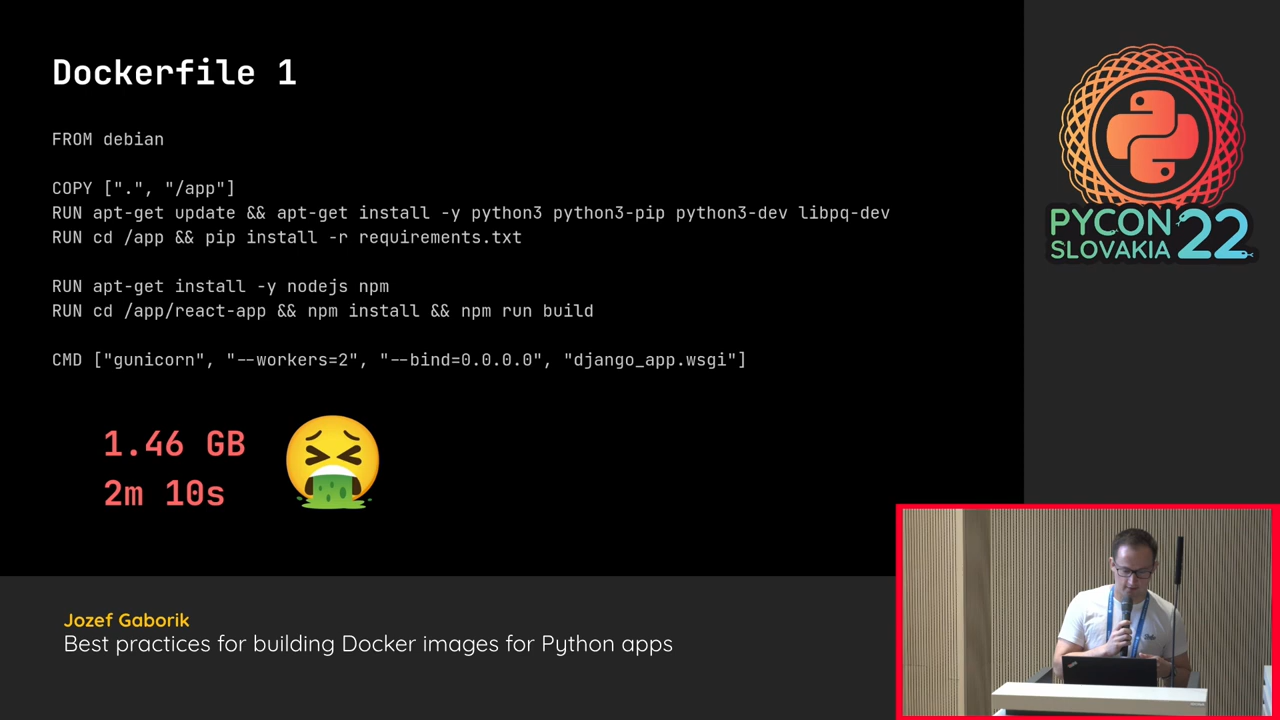 Dockerfile 1
FROM debian
COPY [".", "/app"]
RUN apt-get update && apt-get install -y python3 python3-pip python3-dev libpq-dev
RUN cd /app && pip install -r requirements.txt
RUN apt-get install -y nodejs npm
RUN cd /app/react-app && npm install && npm run build
CMD ["gunicorn", "--workers=2", "--bind=0.0.0.0", "django_app.wsgi"]
1.46 GB
2m 10s
PYCON
SLOVAKIA 22
Jozef Gaborik
Best practices for building Docker images for Python apps